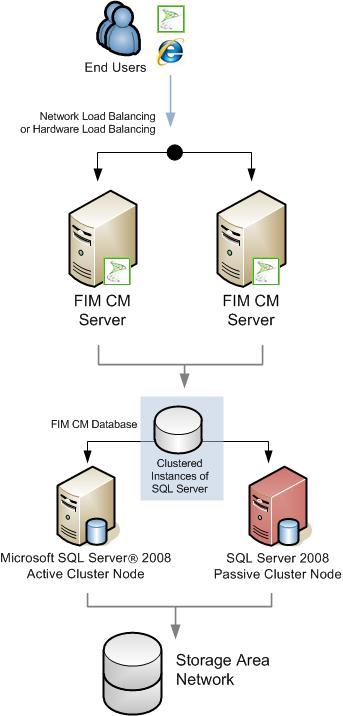 End Users
Network Load Balancing
or Hardware Load Balancing
FIM CM
Server
FIM CM
Server
FIM CM Database
Clustered
Instances of
SQL Server
Microsoft SQL Server® 2008
Active Cluster Node
SQL Server 2008
Passive Cluster Node
Storage Area
Network